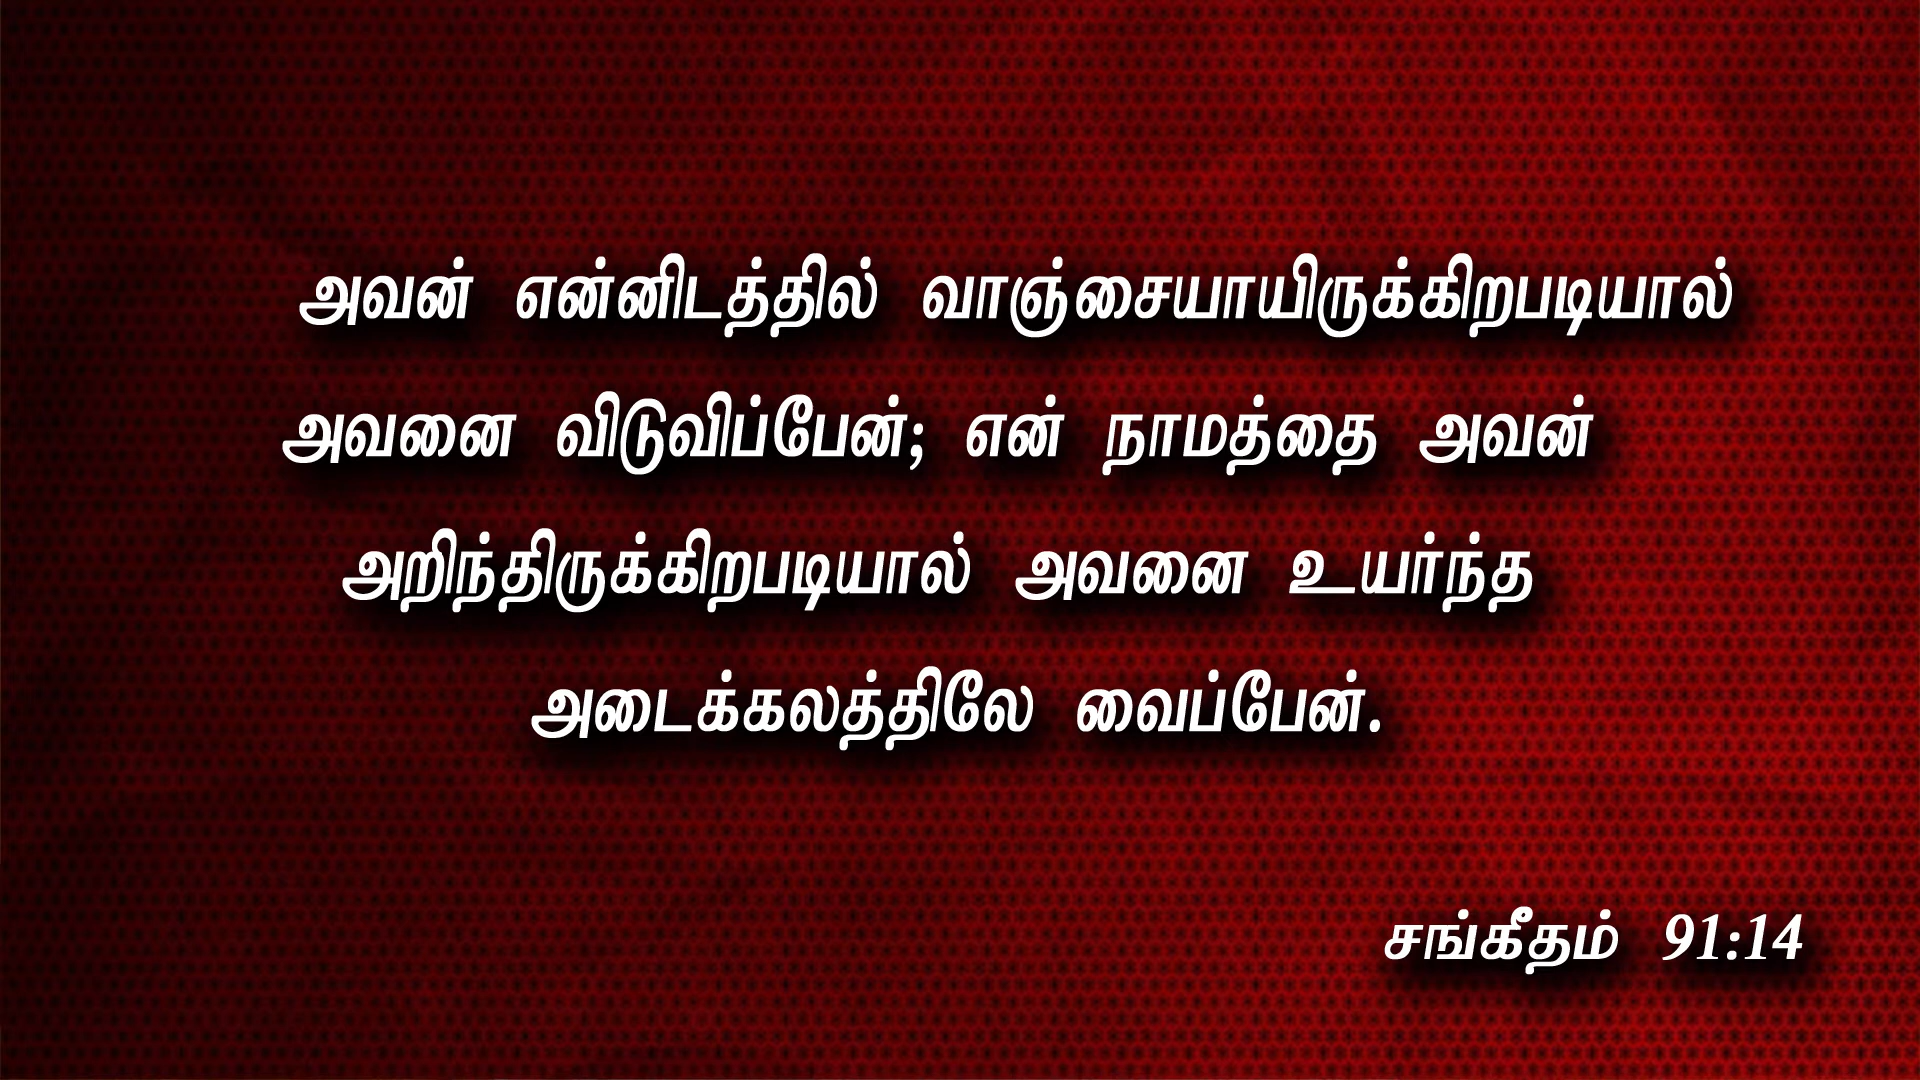 அவன் என்னிடத்தில் வாஞ்சையாயிருக்கிறபடியால்
அவனை விடுவிப்பேன்; என் நாமத்தை அவன்
அறிந்திருக்கிறபடியால் அவனை உயர்ந்த
அடைக்கலத்திலே வைப்பேன்.
சங்கீதம் 91:14